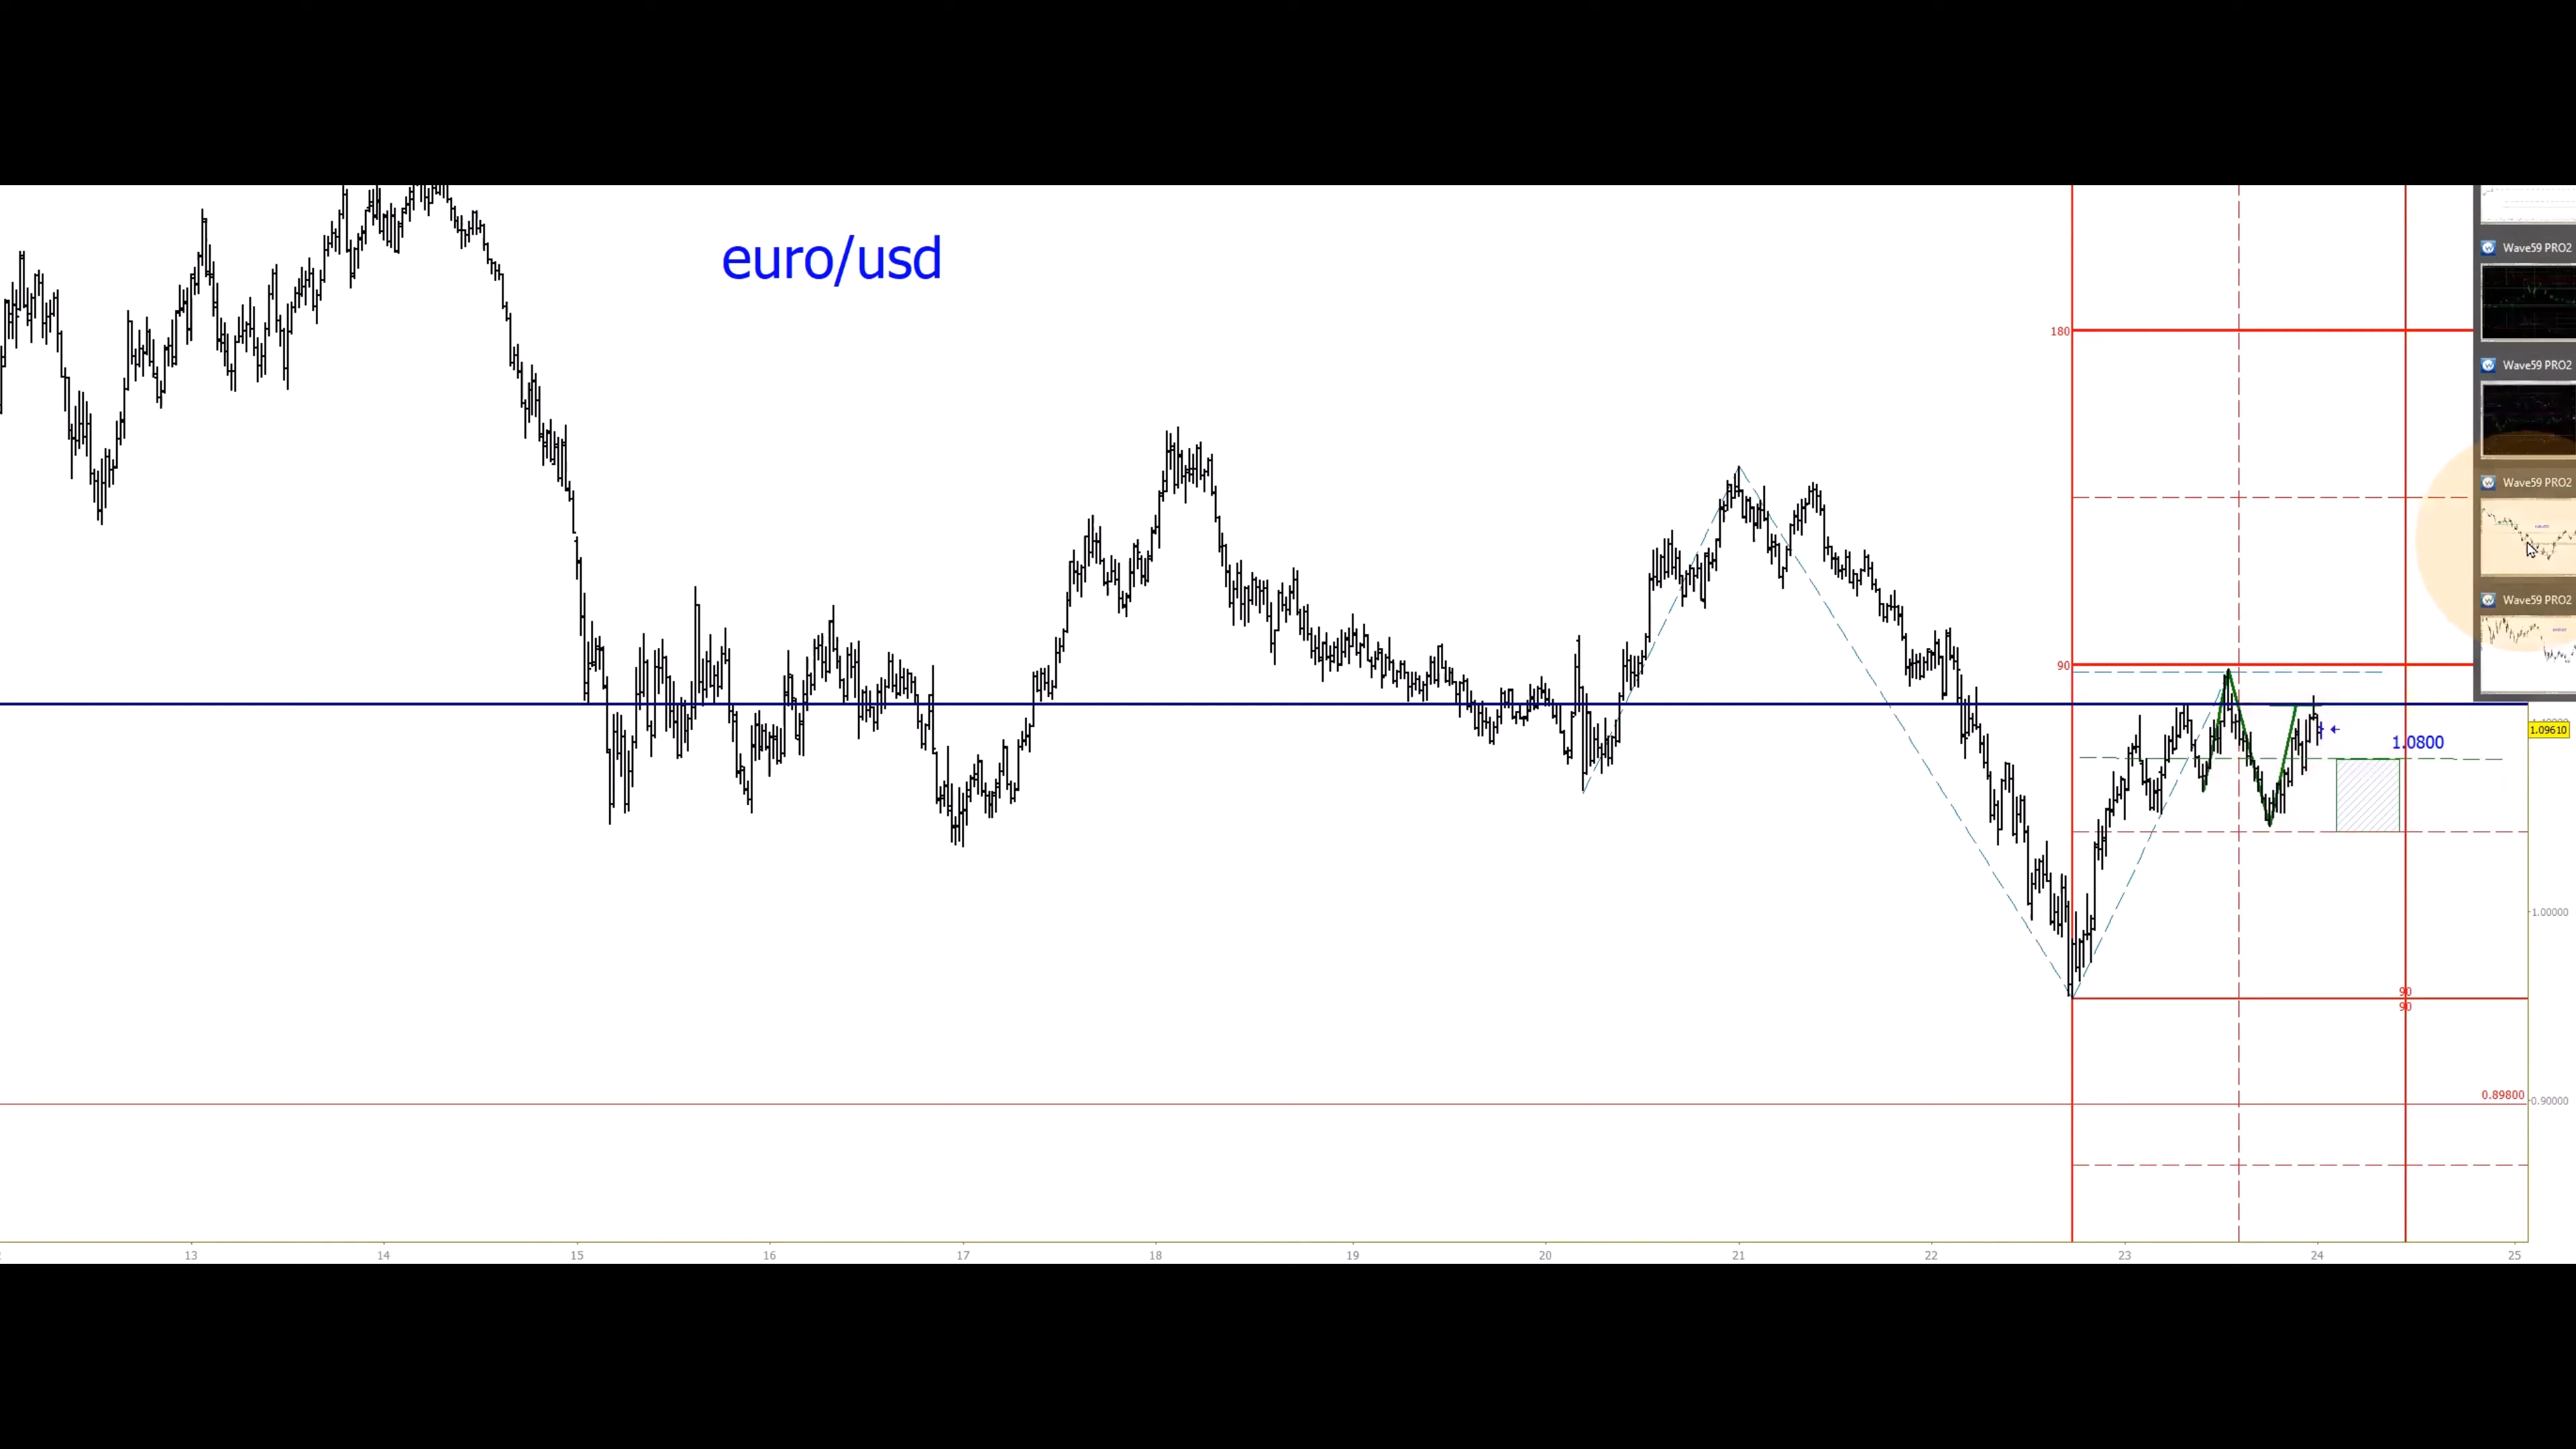 euro/usd
Wave59 PRO2
180
Wave59 PRO2
Wave59 PRO2
Wave59 PRO2
90
1.09610
1.0800
1.00000
90
90
0.89800
0.90000
13 14 15 16 17 18 19 20 21 22 23 24 25